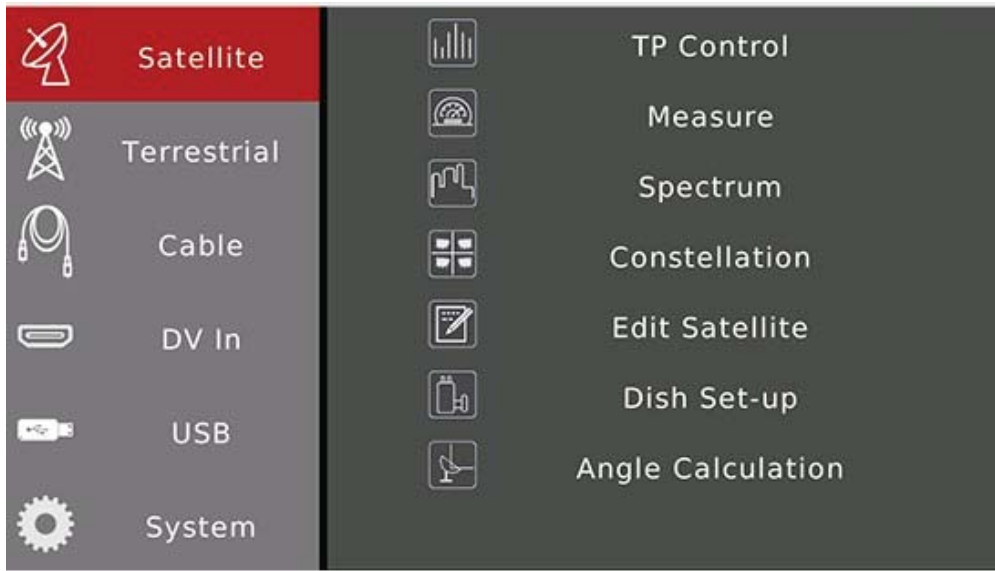 Satellite
Terrestrial
Cable
DV In
USB
System
TP Control
Measure
Spectrum
Constellation
Edit Satellite
Dish Set-up
Angle Calculation